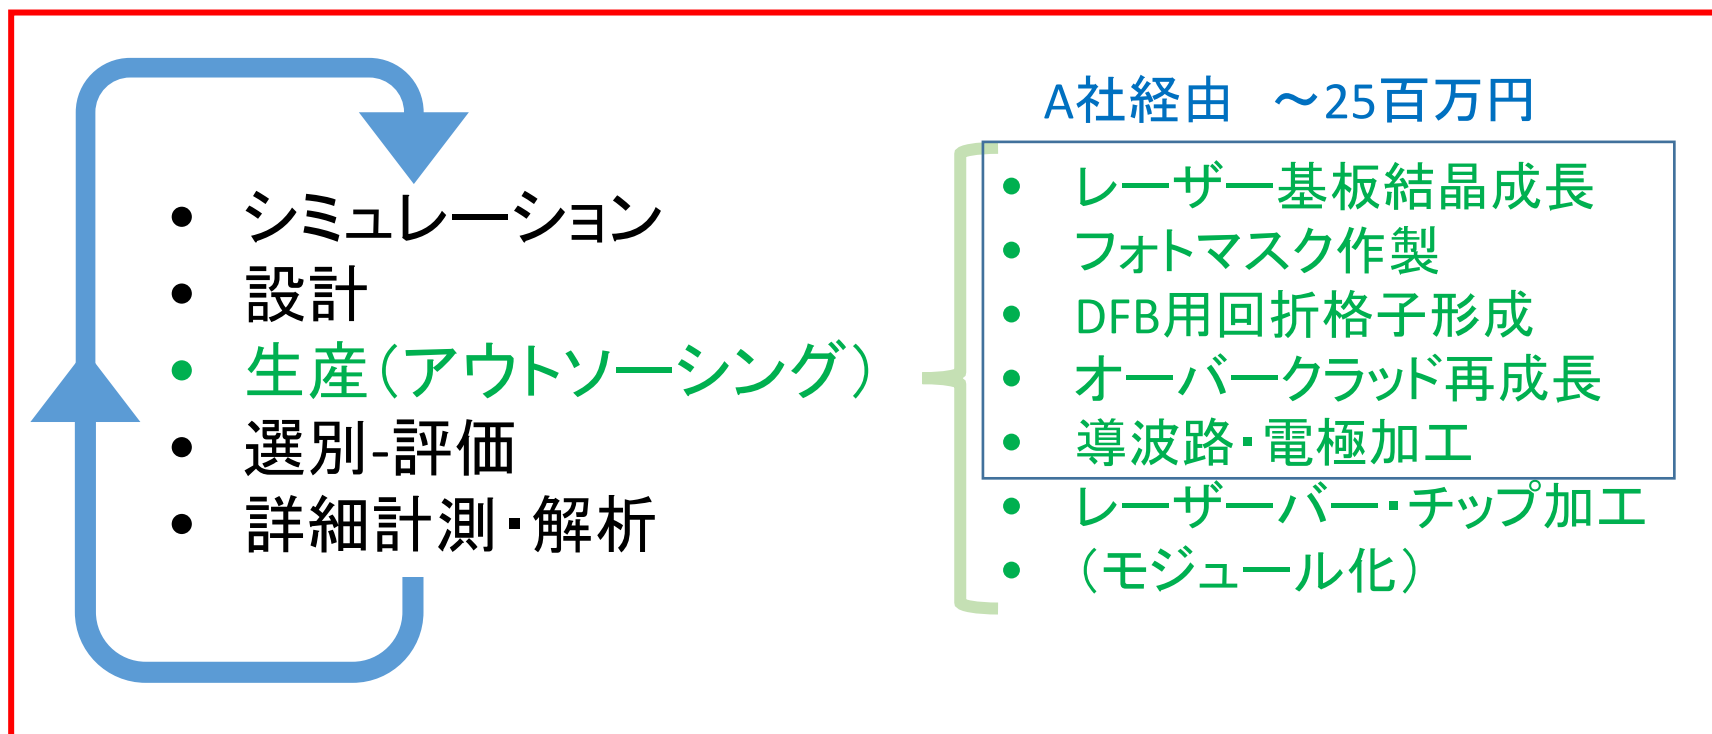 • シミュレーション
• 設計
• 生産（アウトソーシング）
• 選別-評価
• 詳細計測・解析
A社経由　～25百万円
• レーザー基板結晶成長
• フォトマスク作製
• DFB用回折格子形成
• オーバークラッド再成長
• 導波路・電極加工
• レーザーバー・チップ加工
• （モジュール化）